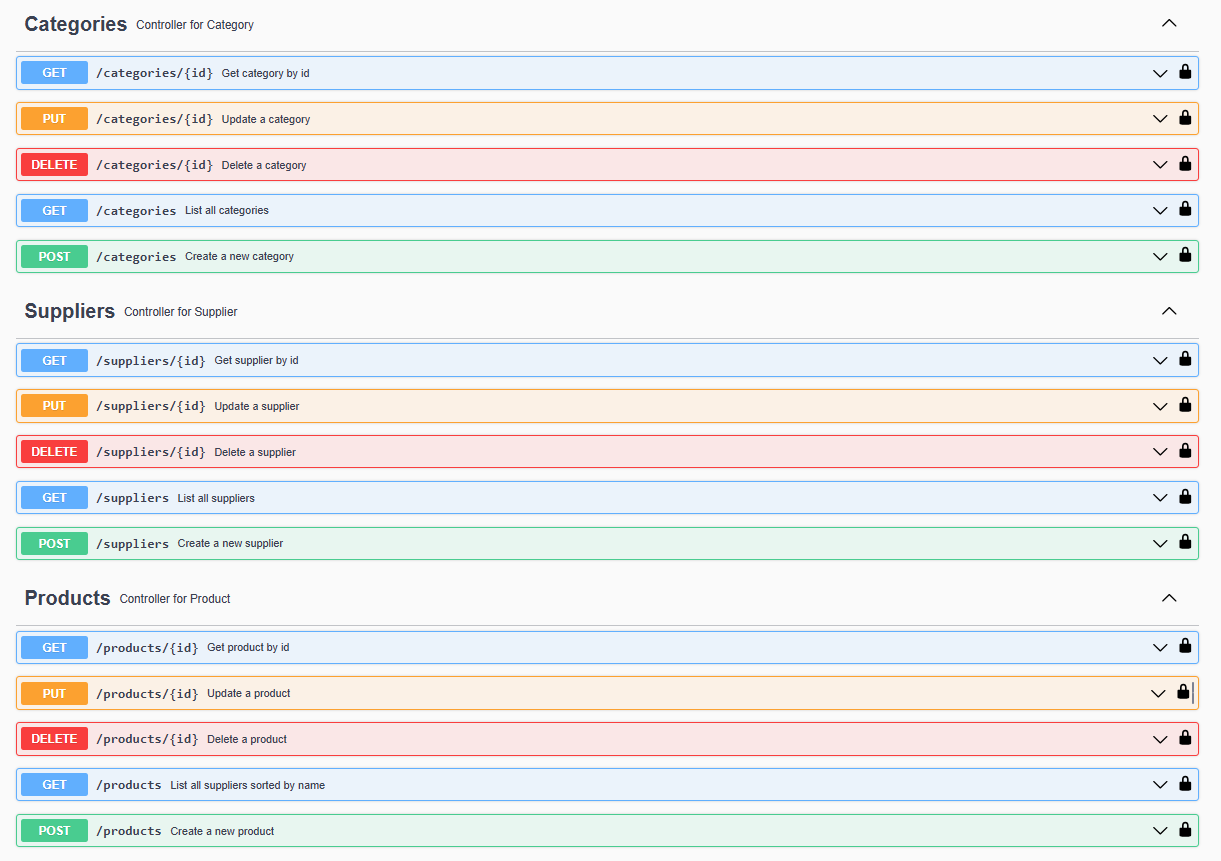 Categories Controller for Category
GET /categories/{id} Get category by id
PUT /categories/{id} Update a category
DELETE /categories/{id} Delete a category
GET /categories List all categories
POST /categories Create a new category
Suppliers Controller for Supplier
GET /suppliers/{id} Get supplier by id
PUT /suppliers/{id} Update a supplier
DELETE /suppliers/{id} Delete a supplier
GET /suppliers List all suppliers
POST /suppliers Create a new supplier
Products Controller for Product
GET /products/{id} Get product by id
PUT /products/{id} Update a product
DELETE /products/{id} Delete a product
GET /products List all suppliers sorted by name
POST /products Create a new product